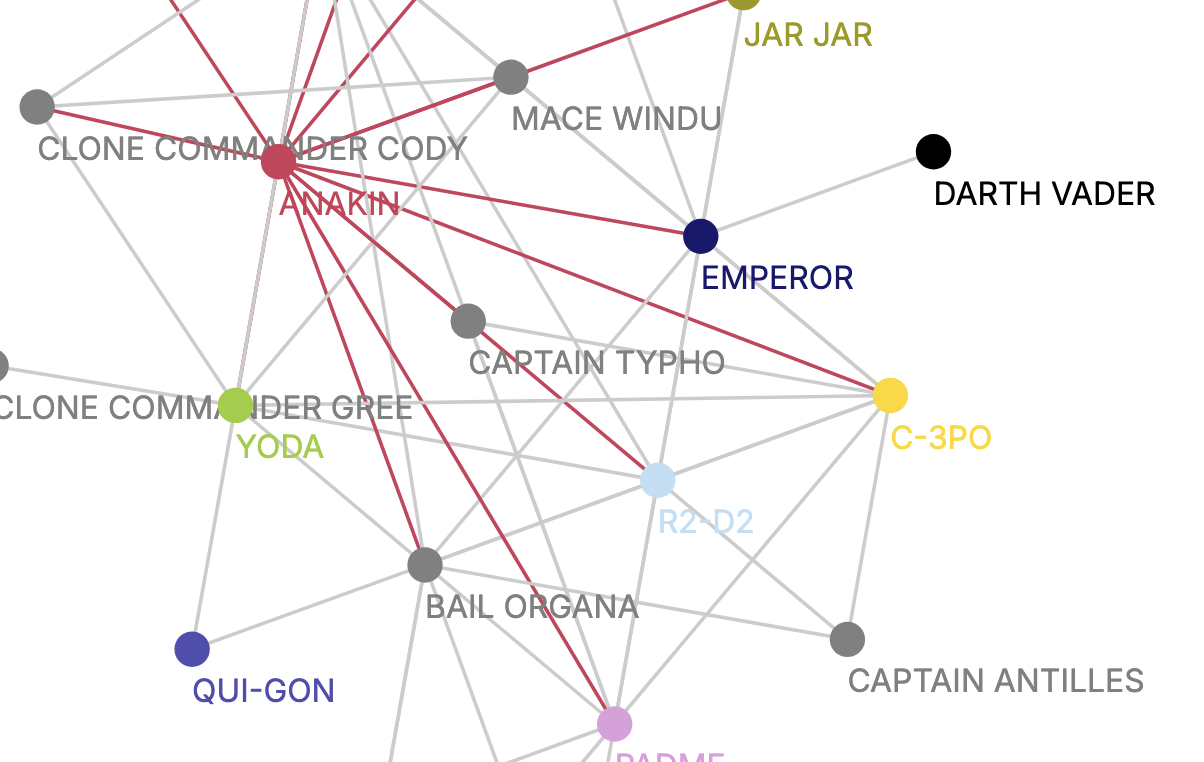 JAR JAR
MACE WINDU
CLONE COMMANDER CODY
DARTH VADER
ANAKIN
EMPEROR
CAPTAIN TYPHO
CLONE COMMANDER GREE
C-3PO
YODA
R2-D2
BAIL ORGANA
CAPTAIN ANTILLES
QUI-GON
PADME